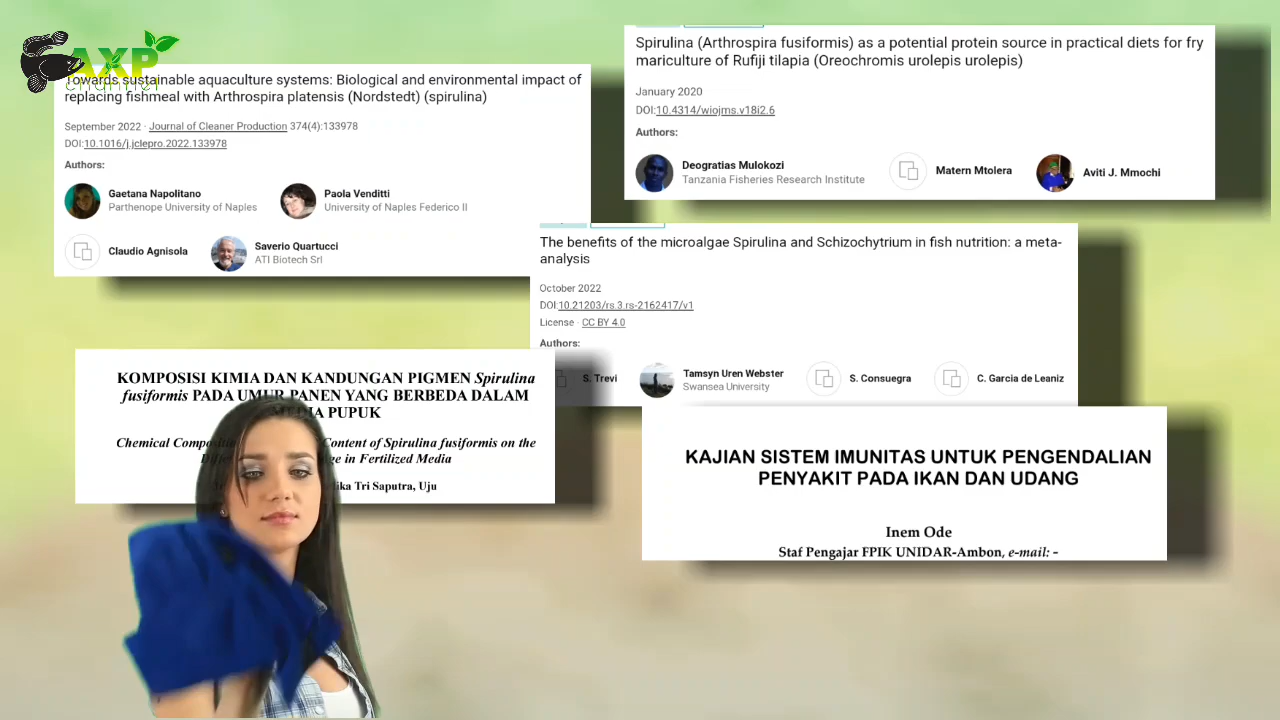 AXP
channel
Towards sustainable aquaculture systems: Biological and environmental impact of
replacing fishmeal with Arthrospira platensis (Nordstedt) (spirulina)
September 2022 · Journal of Cleaner Production 374(4):133978
DOI:10.1016/j.jclepro.2022.133978
Authors:
Gaetana Napolitano
Parthenope University of Naples
Paola Venditti
University of Naples Federico II
Claudio Agnisola
Saverio Quartucci
ATI Biotech Srl
Spirulina (Arthrospira fusiformis) as a potential protein source in practical diets for fry
mariculture of Rufiji tilapia (Oreochromis urolepis urolepis)
January 2020
DOI:10.4314/wiojms.v18i2.6
Authors:
Deogratias Mulokozi
Tanzania Fisheries Research Institute
Matern Mtolera
Aviti J. Mmochi
The benefits of the microalgae Spirulina and Schizochytrium in fish nutrition: a meta-
analysis
October 2022
DOI:10.21203/rs.3.rs-2162417/v1
License · CC BY 4.0
Authors:
S. Trevi
Tamsyn Uren Webster
Swansea University
S. Consuegra
C. Garcia de Leaniz
KOMPOSISI KIMIA DAN KANDUNGAN PIGMEN Spirulina
fusiformis PADA UMUR PANEN YANG BERBEDA DALAM
MEDIA PUPUK
Chemical Content of Spirulina fusiformis on the
in Fertilized Media
Tri Saputra, Uju
KAJIAN SISTEM IMUNITAS UNTUK PENGENDALIAN
PENYAKIT PADA IKAN DAN UDANG
Inem Ode
Staf Pengajar FPIK UNIDAR-Ambon, e-mail: -